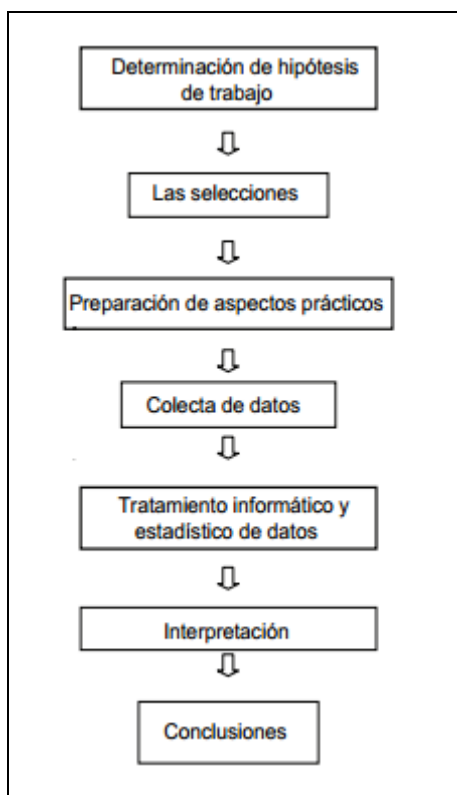 Determinación de hipótesis
de trabajo
Las selecciones
Preparación de aspectos prácticos
Colecta de datos
Tratamiento informático y
estadístico de datos
Interpretación
Conclusiones